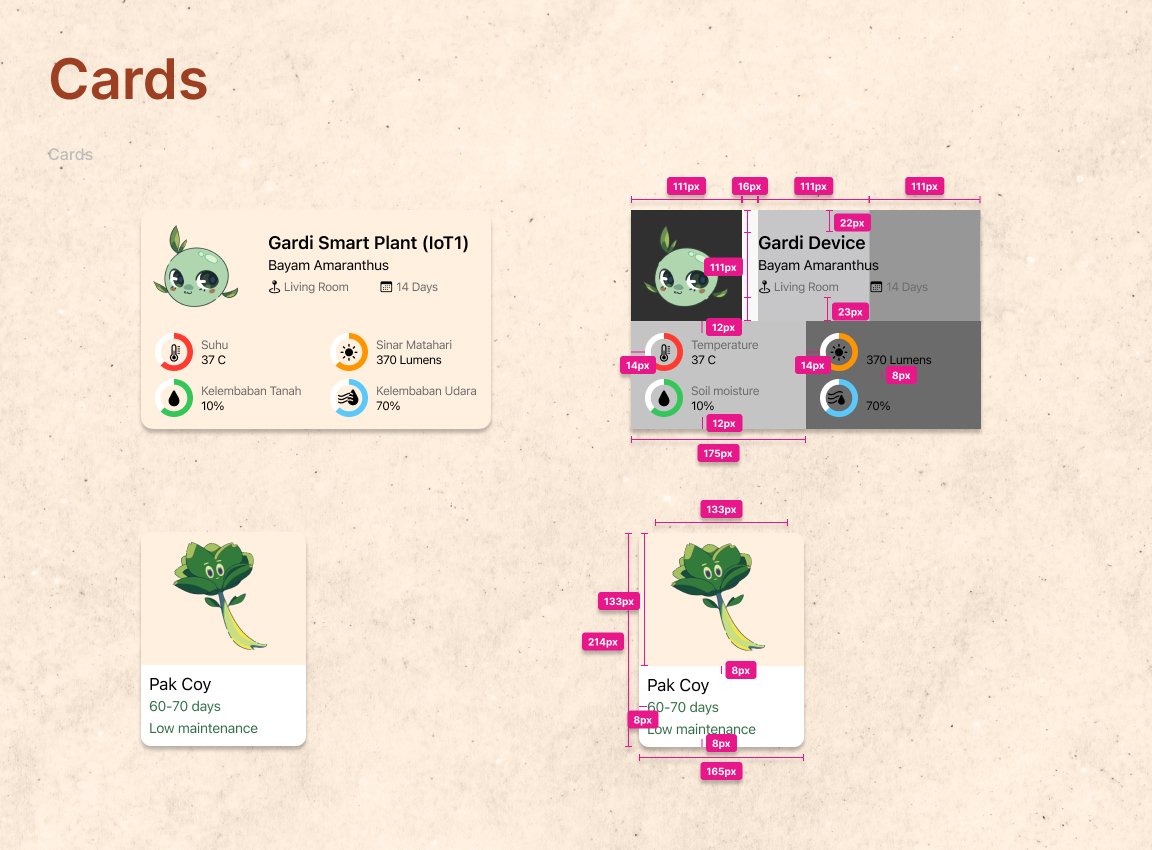 Cards
Cards
Gardi Smart Plant (IoT1)
Bayam Amaranthus
Living Room
14 Days
Suhu
37 C
Sinar Matahari
370 Lumens
Kelembaban Tanah
10%
Kelembaban Udara
70%
111px
16px
111px
111px
22px
Gardi Device
111px
Bayam Amaranthus
Living Room
14 Days
23px
12px
Temperature
37 C
14px
14px
370 Lumens
8px
Soil moisture
10%
70%
12px
175px
Pak Coy
60-70 days
Low maintenance
133px
133px
214px
8px
Pak Coy
60-70 days
8px
Low maintenance
8px
165px